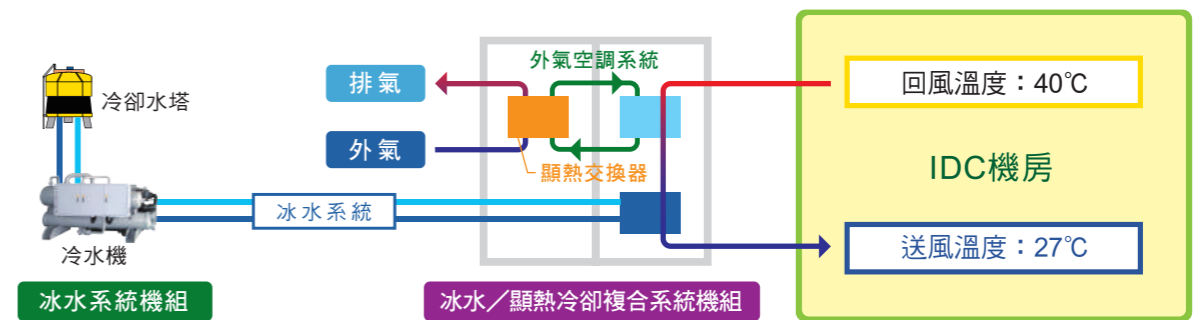 外氣空調系統
排氣
回風溫度：40℃
冷卻水塔
外氣
顯熱交換器
IDC機房
冰水系統
冷水機
送風溫度：27℃
冰水系統機組
冰水／顯熱冷卻複合系統機組